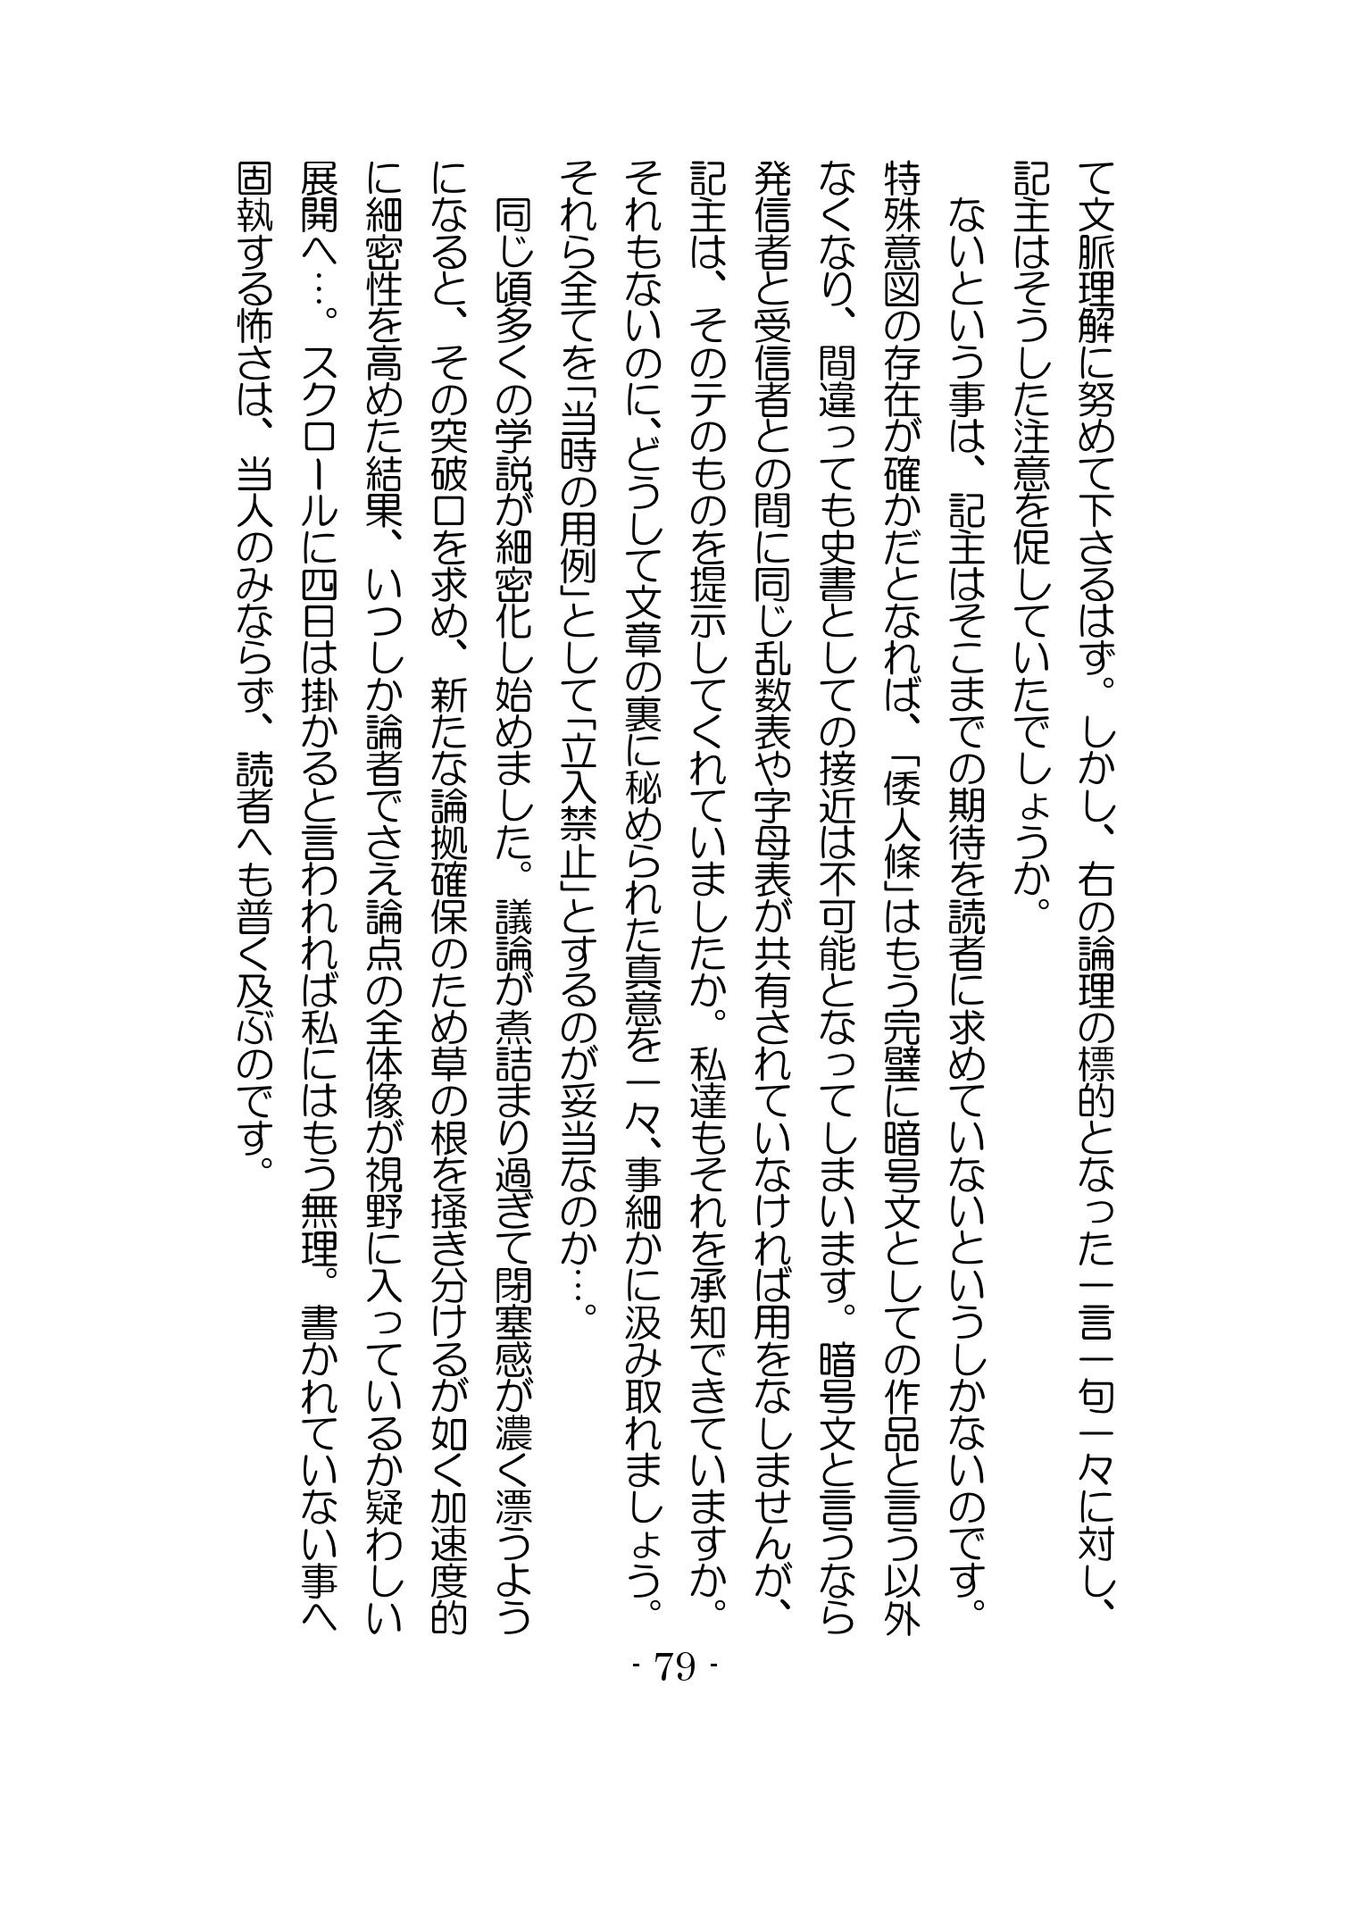 て文脈理解に努めて下さるはず。しかし、右の論理の標的となった一言一句一々に対し、
記主はそうした注意を促していたでしょうか。
　ないという事は、記主はそこまでの期待を読者に求めていないというしかないのです。
特殊意図の存在が確かだとなれば、「倭人條」はもう完璧に暗号文としての作品と言う以外
なくなり、間違っても史書としての接近は不可能となってしまいます。暗号文と言うなら
発信者と受信者との間に同じ乱数表や字母表が共有されていなければ用をなしませんが、
記主は、そのテのものを提示してくれていましたか。私達もそれを承知できていますか。
それもないのに、どうして文章の裏に秘められた真意を一々、事細かに汲み取れましょう。
それら全てを「当時の用例」として「立入禁止」とするのが妥当なのか…。
　同じ頃多くの学説が細密化し始めました。議論が煮詰まり過ぎて閉塞感が濃く漂うよう
になると、その突破口を求め、新たな論拠確保のため草の根を掻き分けるが如く加速度的
に細密性を高めた結果、いつしか論者でさえ論点の全体像が視野に入っているか疑わしい
展開へ…。スクロールに四日は掛かると言われれば私にはもう無理。書かれていない事へ
固執する怖さは、当人のみならず、読者へも普く及ぶのです。
- 79 -